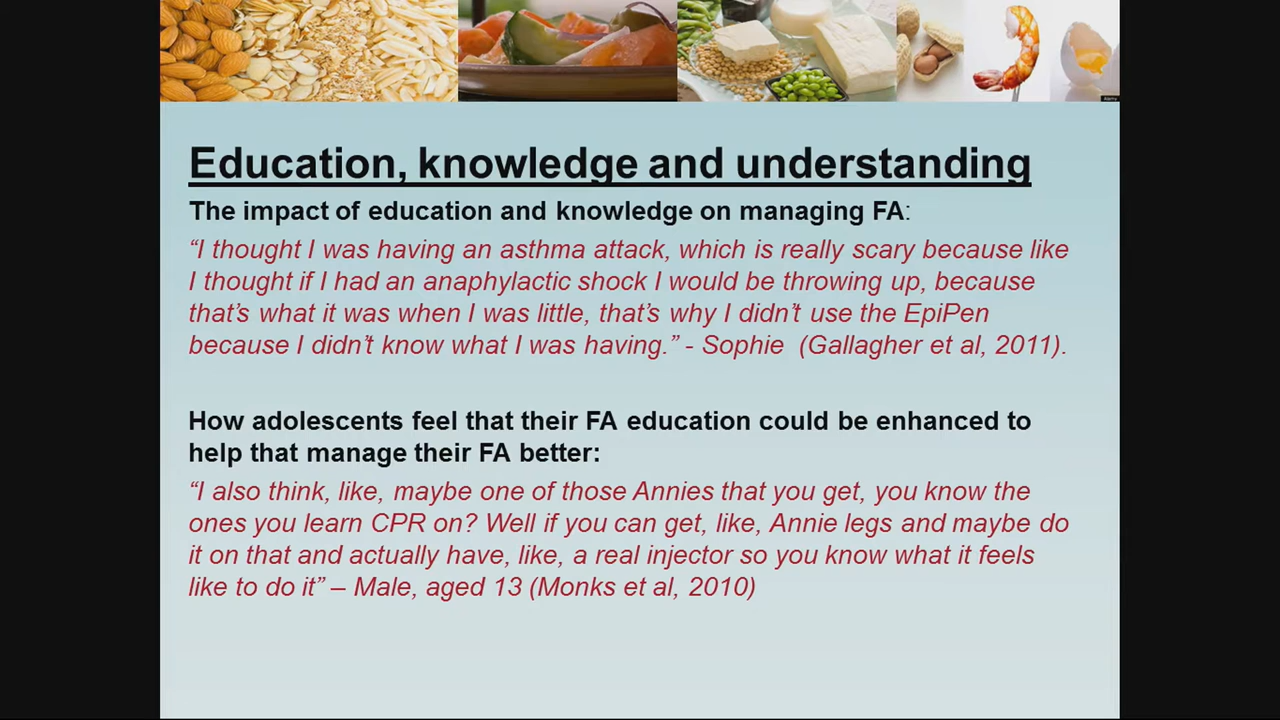 Education, knowledge and understanding
The impact of education and knowledge on managing FA:
“I thought I was having an asthma attack, which is really scary because like
I thought if I had an anaphylactic shock I would be throwing up, because
that’s what it was when I was little, that’s why I didn’t use the EpiPen
because I didn’t know what I was having.” - Sophie (Gallagher et al, 2011).
How adolescents feel that their FA education could be enhanced to
help that manage their FA better:
“I also think, like, maybe one of those Annies that you get, you know the
ones you learn CPR on? Well if you can get, like, Annie legs and maybe do
it on that and actually have, like, a real injector so you know what it feels
like to do it” – Male, aged 13 (Monks et al, 2010)